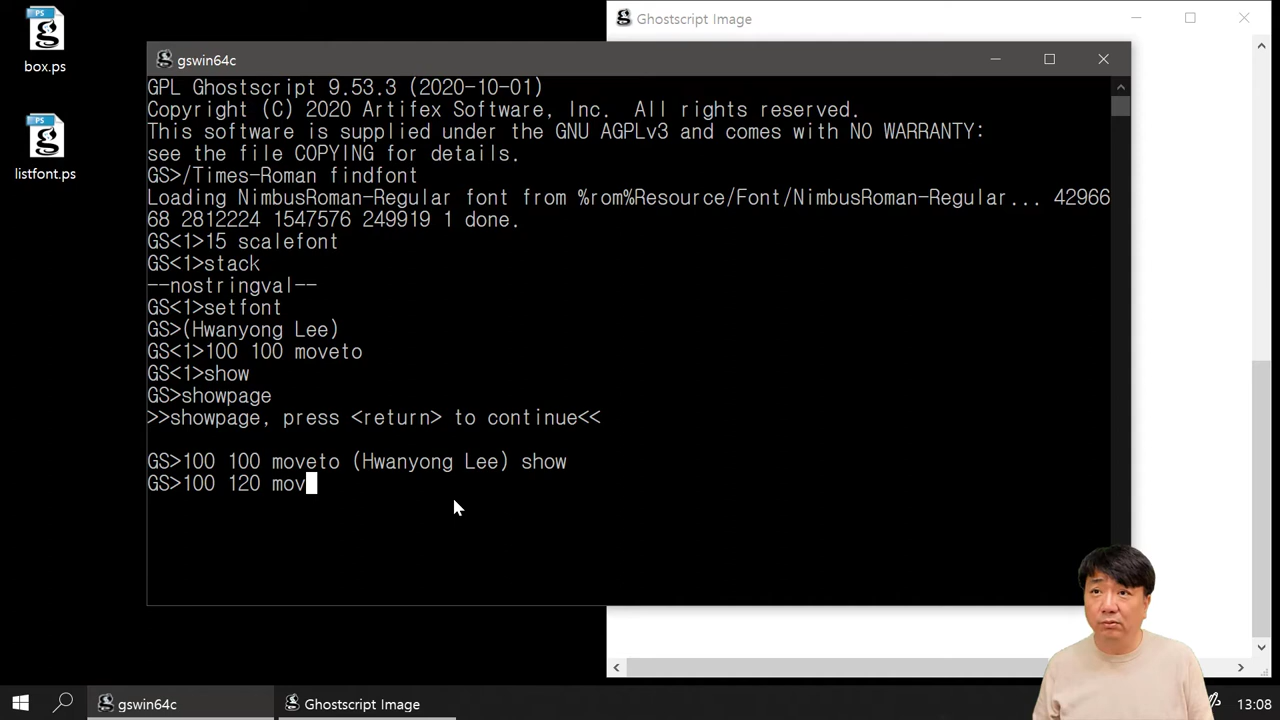 Ghostscript Image
box.ps
gswin64c
GPL Ghostscript 9.53.3 (2020-10-01)
Copyright (C) 2020 Artifex Software, Inc.  All rights reserved.
This software is supplied under the GNU AGPLv3 and comes with NO WARRANTY:
see the file COPYING for details.
GS>/Times-Roman findfont
Loading NimbusRoman-Regular font from %rom%Resource/Font/NimbusRoman-Regular... 42966
68 2812224 1547576 249919 1 done.
GS<1>15 scalefont
GS<1>stack
--nostringval--
GS<1>setfont
GS>(Hwanyong Lee)
GS<1>100 100 moveto
GS<1>show
GS>showpage
>>showpage, press <return> to continue<<
GS>100 100 moveto (Hwanyong Lee) show
GS>100 120 mov
PS
listfont.ps
PS
gswin64c
Ghostscript Image
13:08